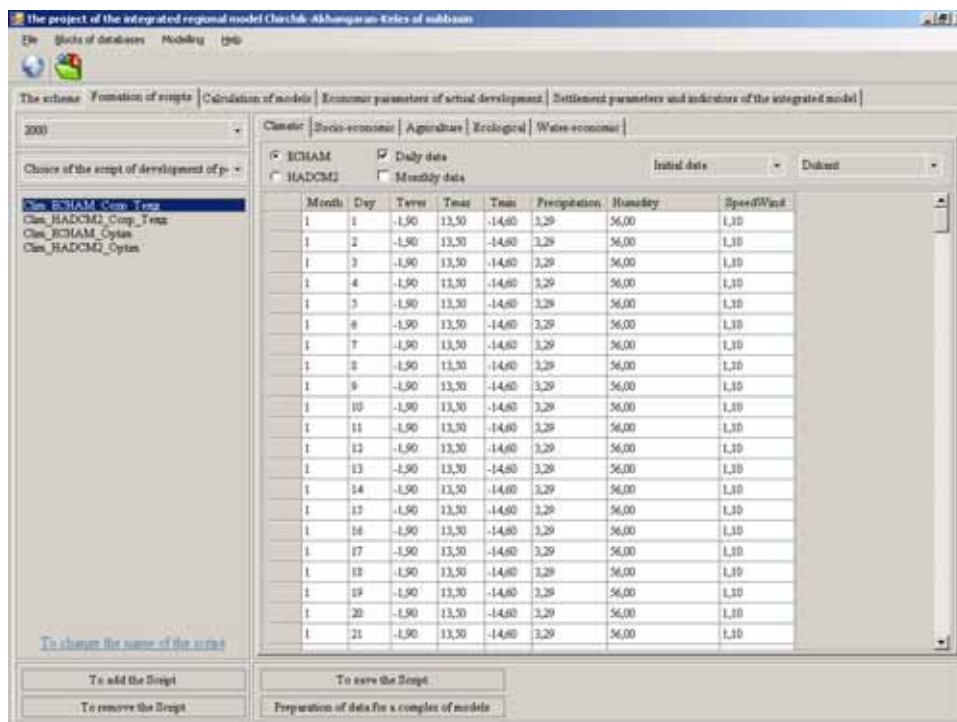 The project of the integrated regional model Chirchik-Akhangaran-Keles of subbasin
File Blocks of databases Modelling Help
The scheme Formation of scripts Calculation of models Economic parameters of actual development Settlement parameters and indicators of the integrated model
2000
Choice of the script of development of p-
Clim_ECHAM_Comp_Temp
Clim_HADCM2_Comp_Temp
Clim_ECHAM_Optim
Clim_HADCM2_Optim
To change the name of the script
To add the Script
To remove the Script
Climatic Socio-economic Agriculture Ecological Water-economic
ECHAM Daily data
HADCM2 Monthly data
Initial date Dukant
Month Day Taver Tmax Tmin Precipitation Humidity SpeedWind
1 1 -1,90 13,50 -14,60 3,29 56,00 1,10
1 2 -1,90 13,50 -14,60 3,29 56,00 1,10
1 3 -1,90 13,50 -14,60 3,29 56,00 1,10
1 4 -1,90 13,50 -14,60 3,29 56,00 1,10
1 5 -1,90 13,50 -14,60 3,29 56,00 1,10
1 6 -1,90 13,50 -14,60 3,29 56,00 1,10
1 7 -1,90 13,50 -14,60 3,29 56,00 1,10
1 8 -1,90 13,50 -14,60 3,29 56,00 1,10
1 9 -1,90 13,50 -14,60 3,29 56,00 1,10
1 10 -1,90 13,50 -14,60 3,29 56,00 1,10
1 11 -1,90 13,50 -14,60 3,29 56,00 1,10
1 12 -1,90 13,50 -14,60 3,29 56,00 1,10
1 13 -1,90 13,50 -14,60 3,29 56,00 1,10
1 14 -1,90 13,50 -14,60 3,29 56,00 1,10
1 15 -1,90 13,50 -14,60 3,29 56,00 1,10
1 16 -1,90 13,50 -14,60 3,29 56,00 1,10
1 17 -1,90 13,50 -14,60 3,29 56,00 1,10
1 18 -1,90 13,50 -14,60 3,29 56,00 1,10
1 19 -1,90 13,50 -14,60 3,29 56,00 1,10
1 20 -1,90 13,50 -14,60 3,29 56,00 1,10
1 21 -1,90 13,50 -14,60 3,29 56,00 1,10
To save the Script
Preparation of data for a complex of models